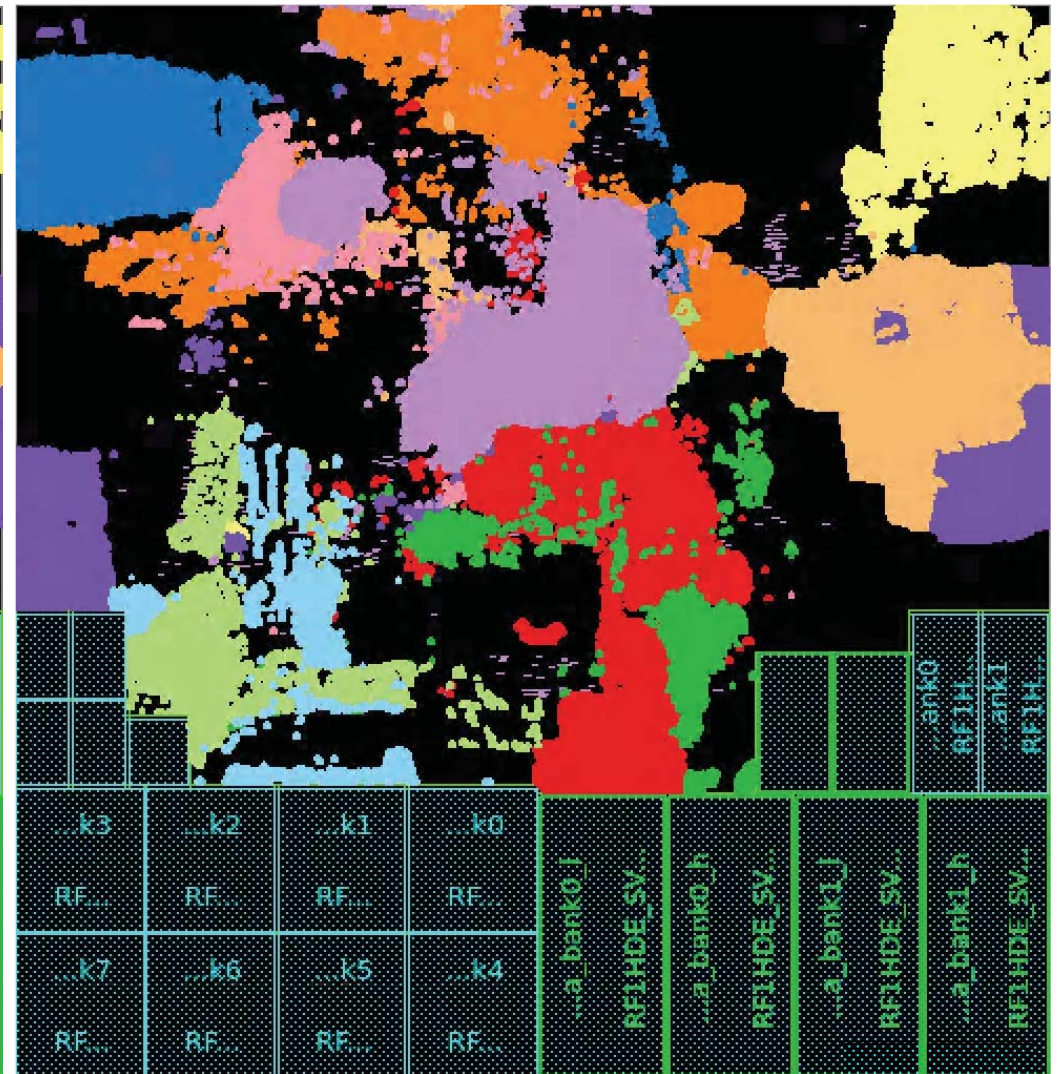 ...ank0
RF1H...
...ank1
RF1H...
...k3
RF...
...k2
RF...
...k1
RF...
...k0
RF...
...k7
RF...
...k6
RF...
...k5
RF...
...k4
RF...
...a_bank0_l
RF1HDE_SV...
...a_bank0_h
RF1HDE_SV...
...a_bank1_l
RF1HDE_SV...
...a_bank1_h
RF1HDE_SV...